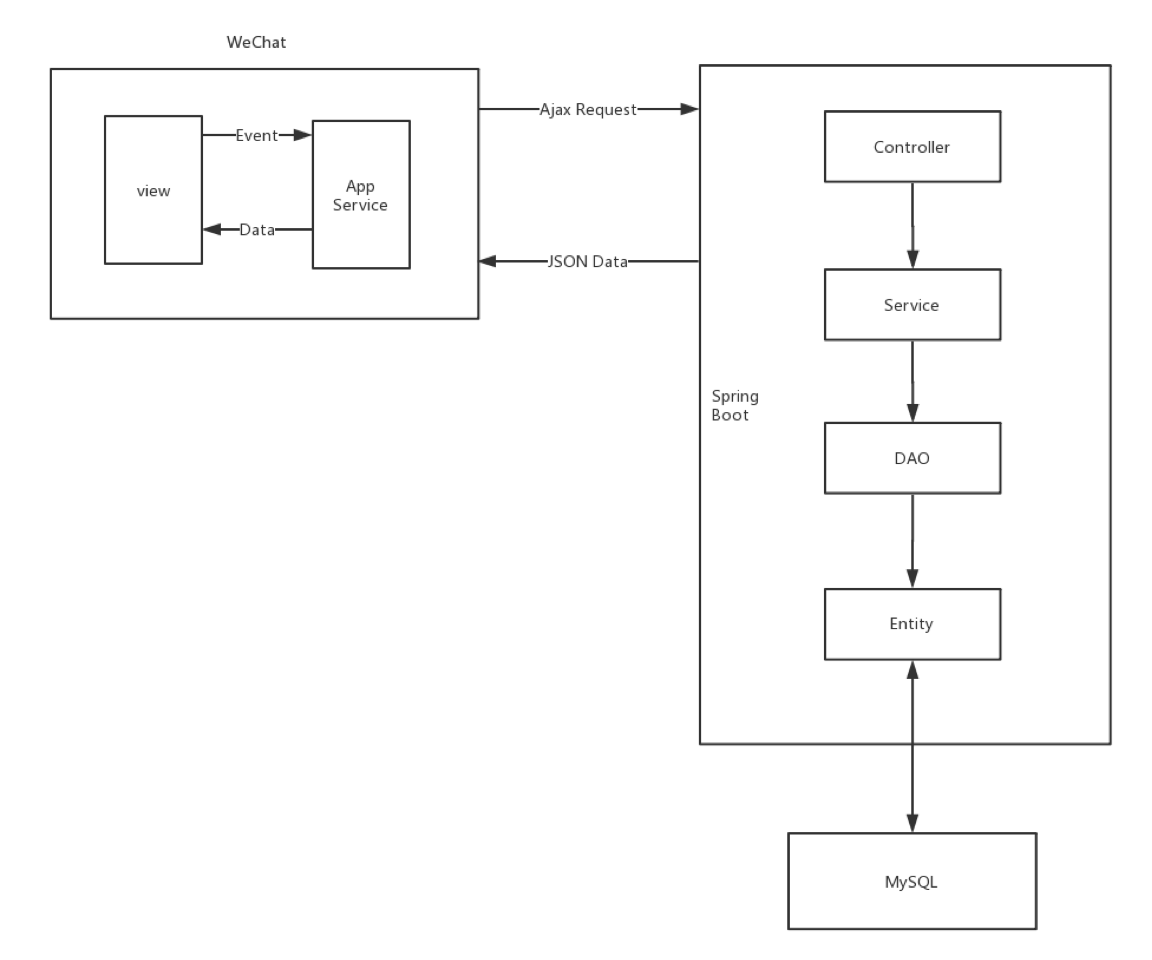 WeChat
view
Event
Data
App
Service
Ajax Request
JSON Data
Spring
Boot
Controller
Service
DAO
Entity
MySQL